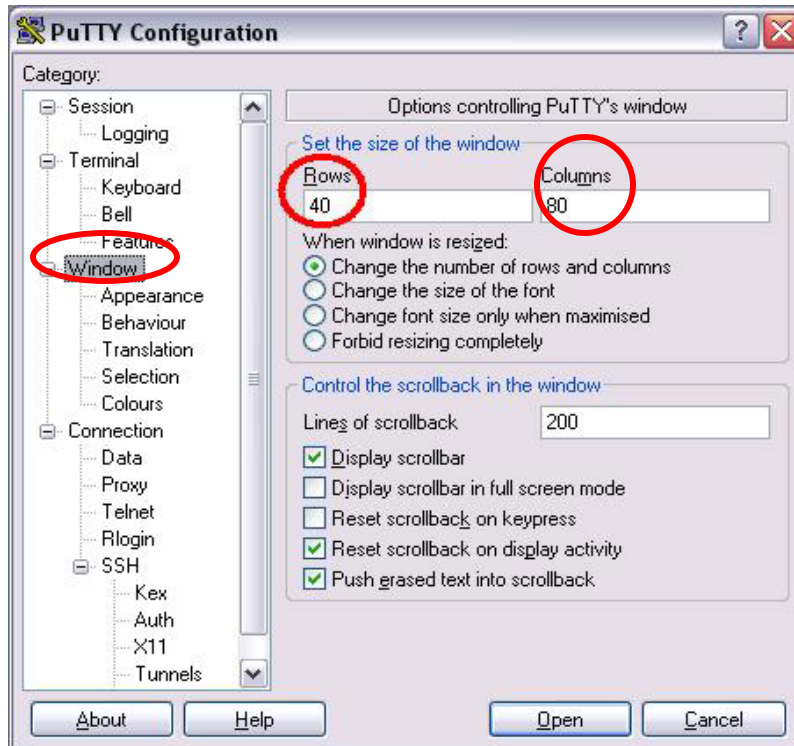 PuTTY Configuration
Category:
Session
Logging
Terminal
Keyboard
Bell
Features
Window
Appearance
Behaviour
Translation
Selection
Colours
Connection
Data
Proxy
Telnet
Rlogin
SSH
Kex
Auth
X11
Tunnels
Options controlling PuTTY's window
Set the size of the window
Rows Columns
40 80
When window is resized:
Change the number of rows and columns
Change the size of the font
Change font size only when maximised
Forbid resizing completely
Control the scrollback in the window
Lines of scrollback 200
Display scrollbar
Display scrollbar in full screen mode
Reset scrollback on keypress
Reset scrollback on display activity
Push erased text into scrollback
About Help Open Cancel